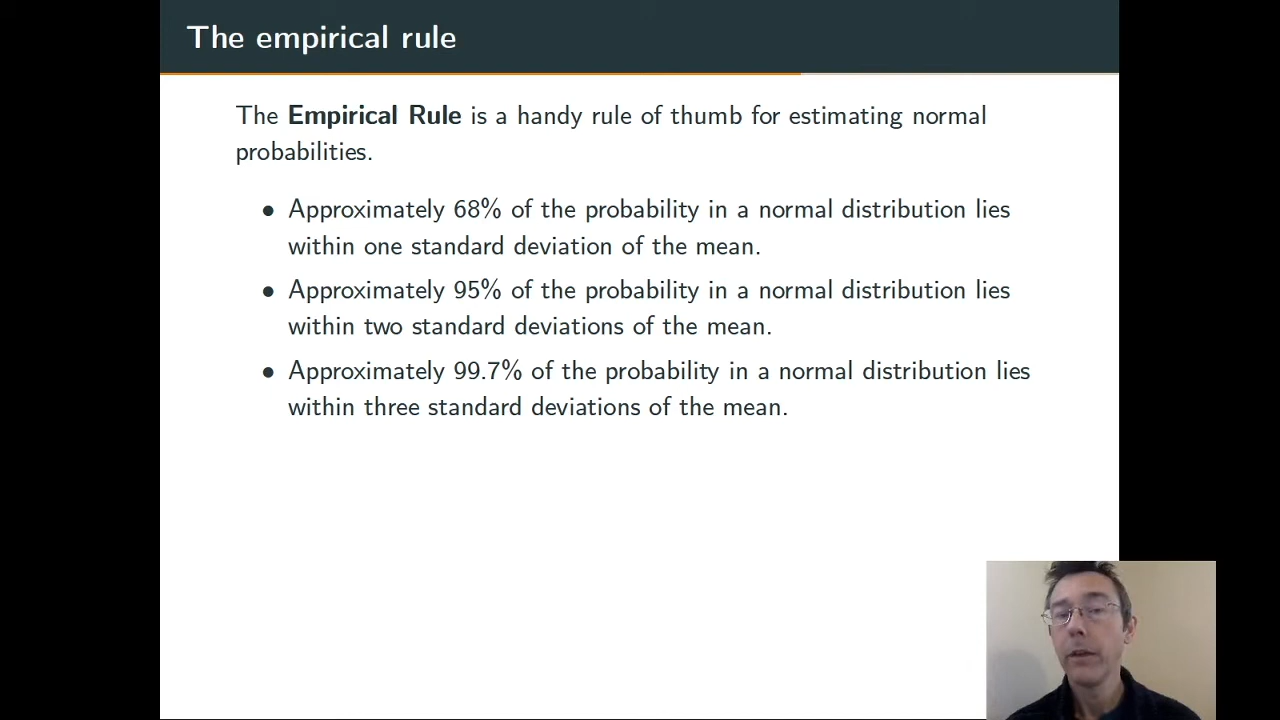 The empirical rule
The Empirical Rule is a handy rule of thumb for estimating normal
probabilities.
• Approximately 68% of the probability in a normal distribution lies
within one standard deviation of the mean.
• Approximately 95% of the probability in a normal distribution lies
within two standard deviations of the mean.
• Approximately 99.7% of the probability in a normal distribution lies
within three standard deviations of the mean.